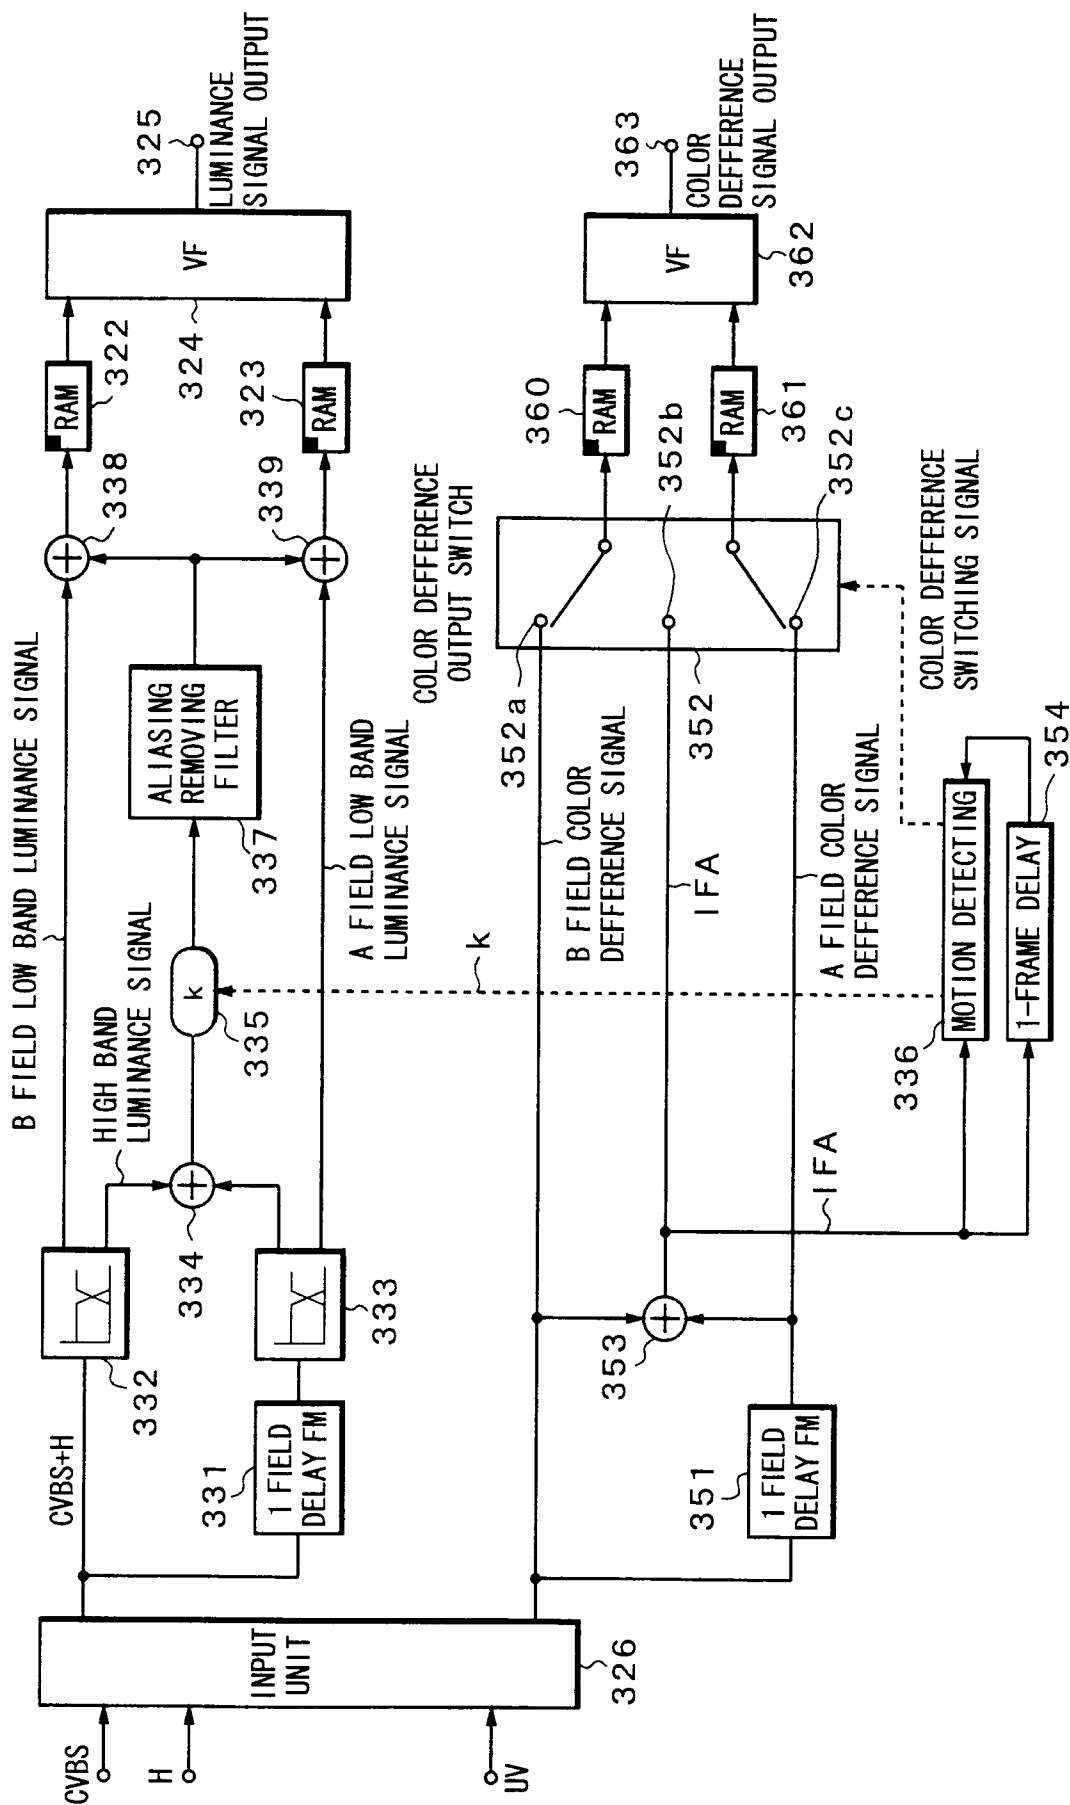 CVBS
H
UV
INPUT
UNIT
326
CVBS+H
1 FIELD
DELAY FM
331
332
333
334
HIGH BAND
LUMINANCE SIGNAL
B FIELD LOW BAND LUMINANCE SIGNAL
k
335
ALIASING
REMOVING
FILTER
337
A FIELD LOW BAND
LUMINANCE SIGNAL
338
339
RAM
322
RAM
323
VF
324
325
LUMINANCE
SIGNAL OUTPUT
1 FIELD
DELAY FM
351
353
IFA
IFA
k
B FIELD COLOR
DEFFERENCE SIGNAL
A FIELD COLOR
DEFFERENCE SIGNAL
MOTION DETECTING
336
1-FRAME DELAY
354
COLOR DEFFERENCE
OUTPUT SWITCH
352a
352
352b
352c
COLOR DEFFERENCE
SWITCHING SIGNAL
RAM
360
RAM
361
VF
362
363
COLOR
DEFFERENCE
SIGNAL OUTPUT